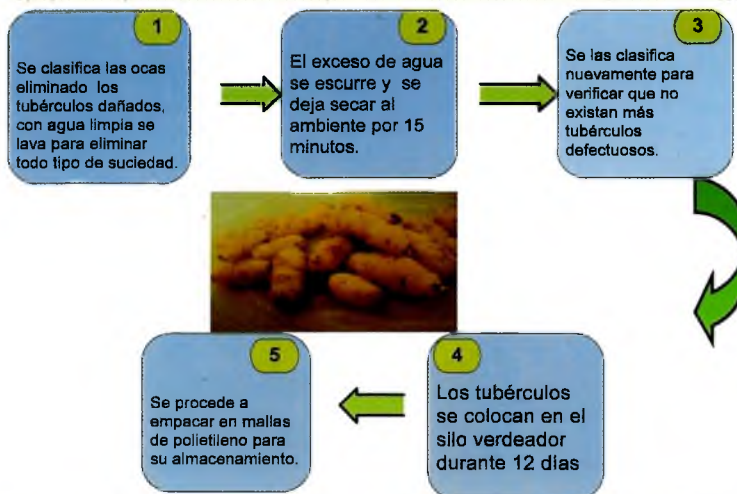 1
Se clasifica las ocas
eliminado los
tubérculos dañados,
con agua limpia se
lava para eliminar
todo tipo de suciedad.
2
El exceso de agua
se escurre y se
deja secar al
ambiente por 15
minutos.
3
Se las clasifica
nuevamente para
verificar que no
existan más
tubérculos
defectuosos.
4
Los tubérculos
se colocan en el
silo verdeador
durante 12 días
5
Se procede a
empacar en mallas
de polietileno para
su almacenamiento.